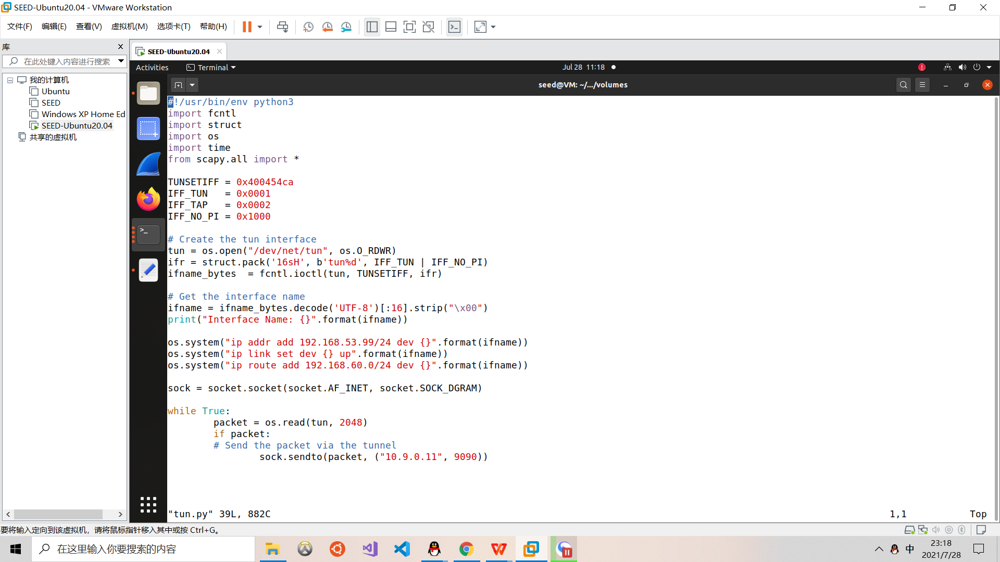 SEED-Ubuntu20.04 - VMware Workstation
文件(F) 编辑(E) 查看(V) 虚拟机(M) 选项卡(T) 帮助(H)
库
在此处键入内容进行搜索
我的计算机
Ubuntu
SEED
Windows XP Home Ed
SEED-Ubuntu20.04
共享的虚拟机
SEED-Ubuntu20.04
Activities Terminal Jul 28 11:18
seed@VM: ~/.../volumes
#!/usr/bin/env python3
import fcntl
import struct
import os
import time
from scapy.all import *
TUNSETIFF = 0x400454ca
IFF_TUN   = 0x0001
IFF_TAP   = 0x0002
IFF_NO_PI = 0x1000
# Create the tun interface
tun = os.open("/dev/net/tun", os.O_RDWR)
ifr = struct.pack('16sH', b'tun%d', IFF_TUN | IFF_NO_PI)
ifname_bytes  = fcntl.ioctl(tun, TUNSETIFF, ifr)
# Get the interface name
ifname = ifname_bytes.decode('UTF-8')[:16].strip("\x00")
print("Interface Name: {}".format(ifname))
os.system("ip addr add 192.168.53.99/24 dev {}".format(ifname))
os.system("ip link set dev {} up".format(ifname))
os.system("ip route add 192.168.60.0/24 dev {}".format(ifname))
sock = socket.socket(socket.AF_INET, socket.SOCK_DGRAM)
while True:
        packet = os.read(tun, 2048)
        if packet:
        # Send the packet via the tunnel
                sock.sendto(packet, ("10.9.0.11", 9090))
"tun.py" 39L, 882C 1,1 Top
要将输入定向到该虚拟机，请将鼠标指针移入其中或按 Ctrl+G。
在这里输入你要搜索的内容
中
23:18
2021/7/28